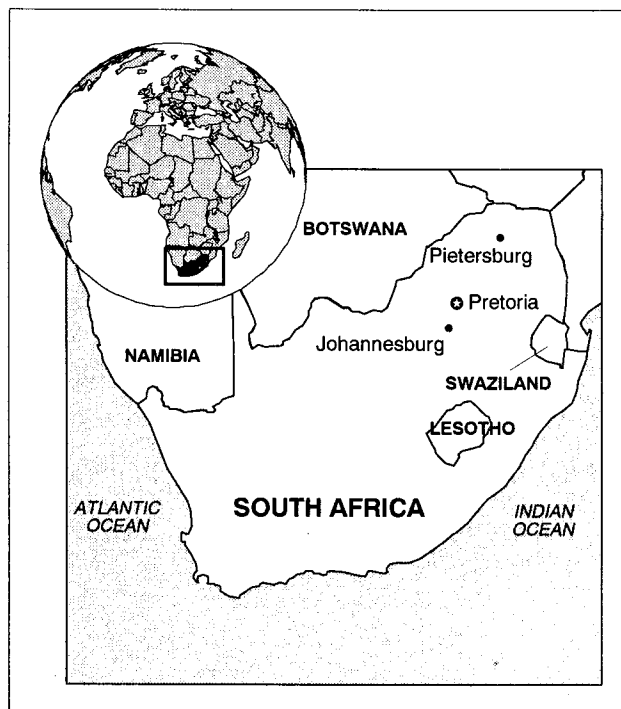 BOTSWANA
Pietersburg
Pretoria
Johannesburg
NAMIBIA
SWAZILAND
LESOTHO
SOUTH AFRICA
ATLANTIC
OCEAN
INDIAN
OCEAN